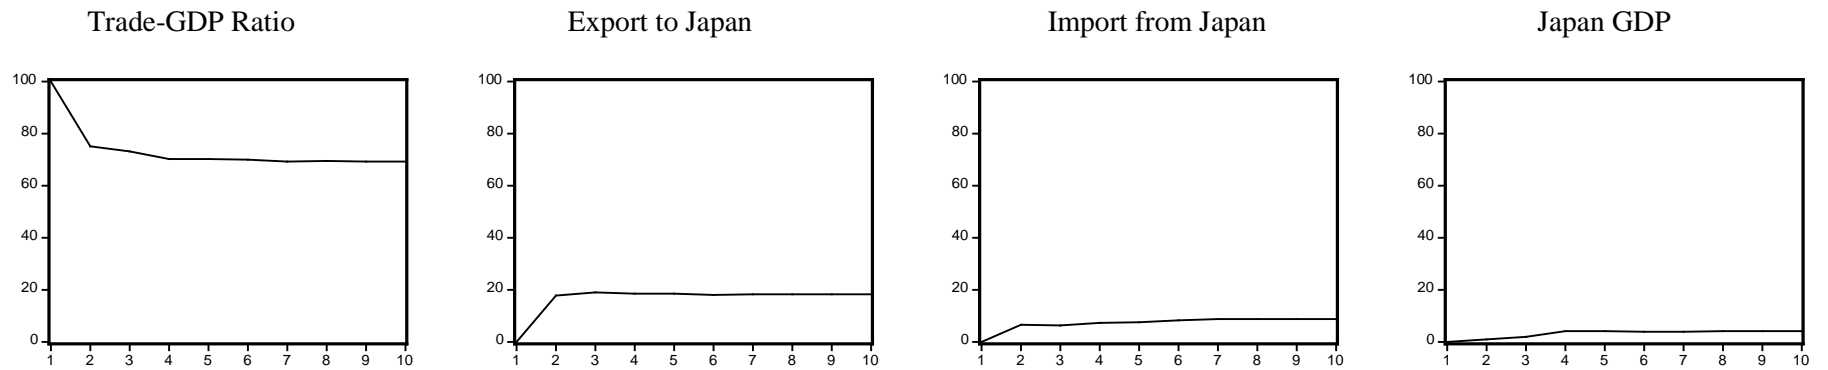 Trade-GDP Ratio Export to Japan Import from Japan Japan GDP
100 100 100 100
80 80 80 80
60 60 60 60
40 40 40 40
20 20 20 20
0 0 0 0
1 2 3 4 5 6 7 8 9 10 1 2 3 4 5 6 7 8 9 10 1 2 3 4 5 6 7 8 9 10 1 2 3 4 5 6 7 8 9 10